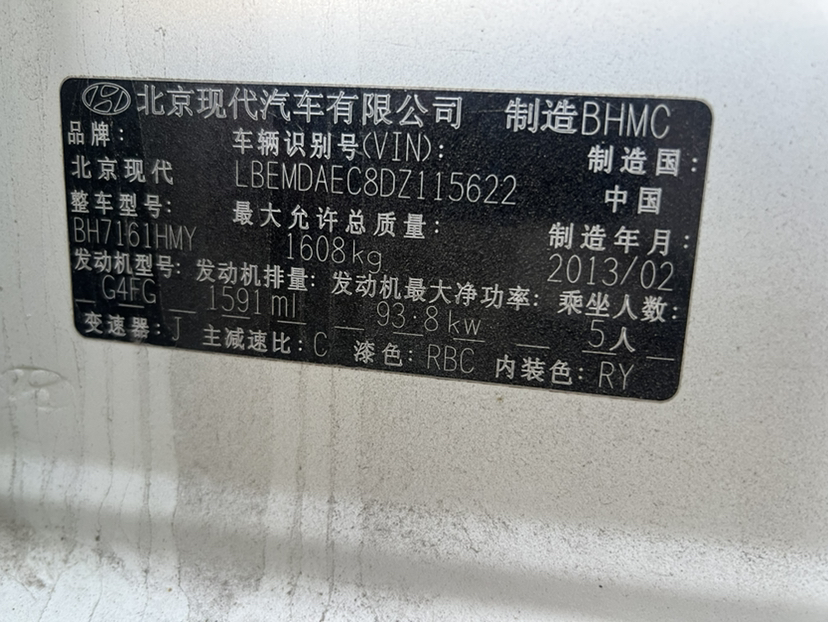 北京现代汽车有限公司 制造BHMC
品牌: 车辆识别号(VIN): 制造国:
北京现代 LBEMDAEC8DZ115622 中国
整车型号: 最大允许总质量: 制造年月:
BH7161HMY 1608kg 2013/02
发动机型号: 发动机排量: 发动机最大净功率: 乘坐人数:
G4FG 1591ml 93.8kw 5人
变速器: J 主减速比: C 漆色: RBC 内装色: RY